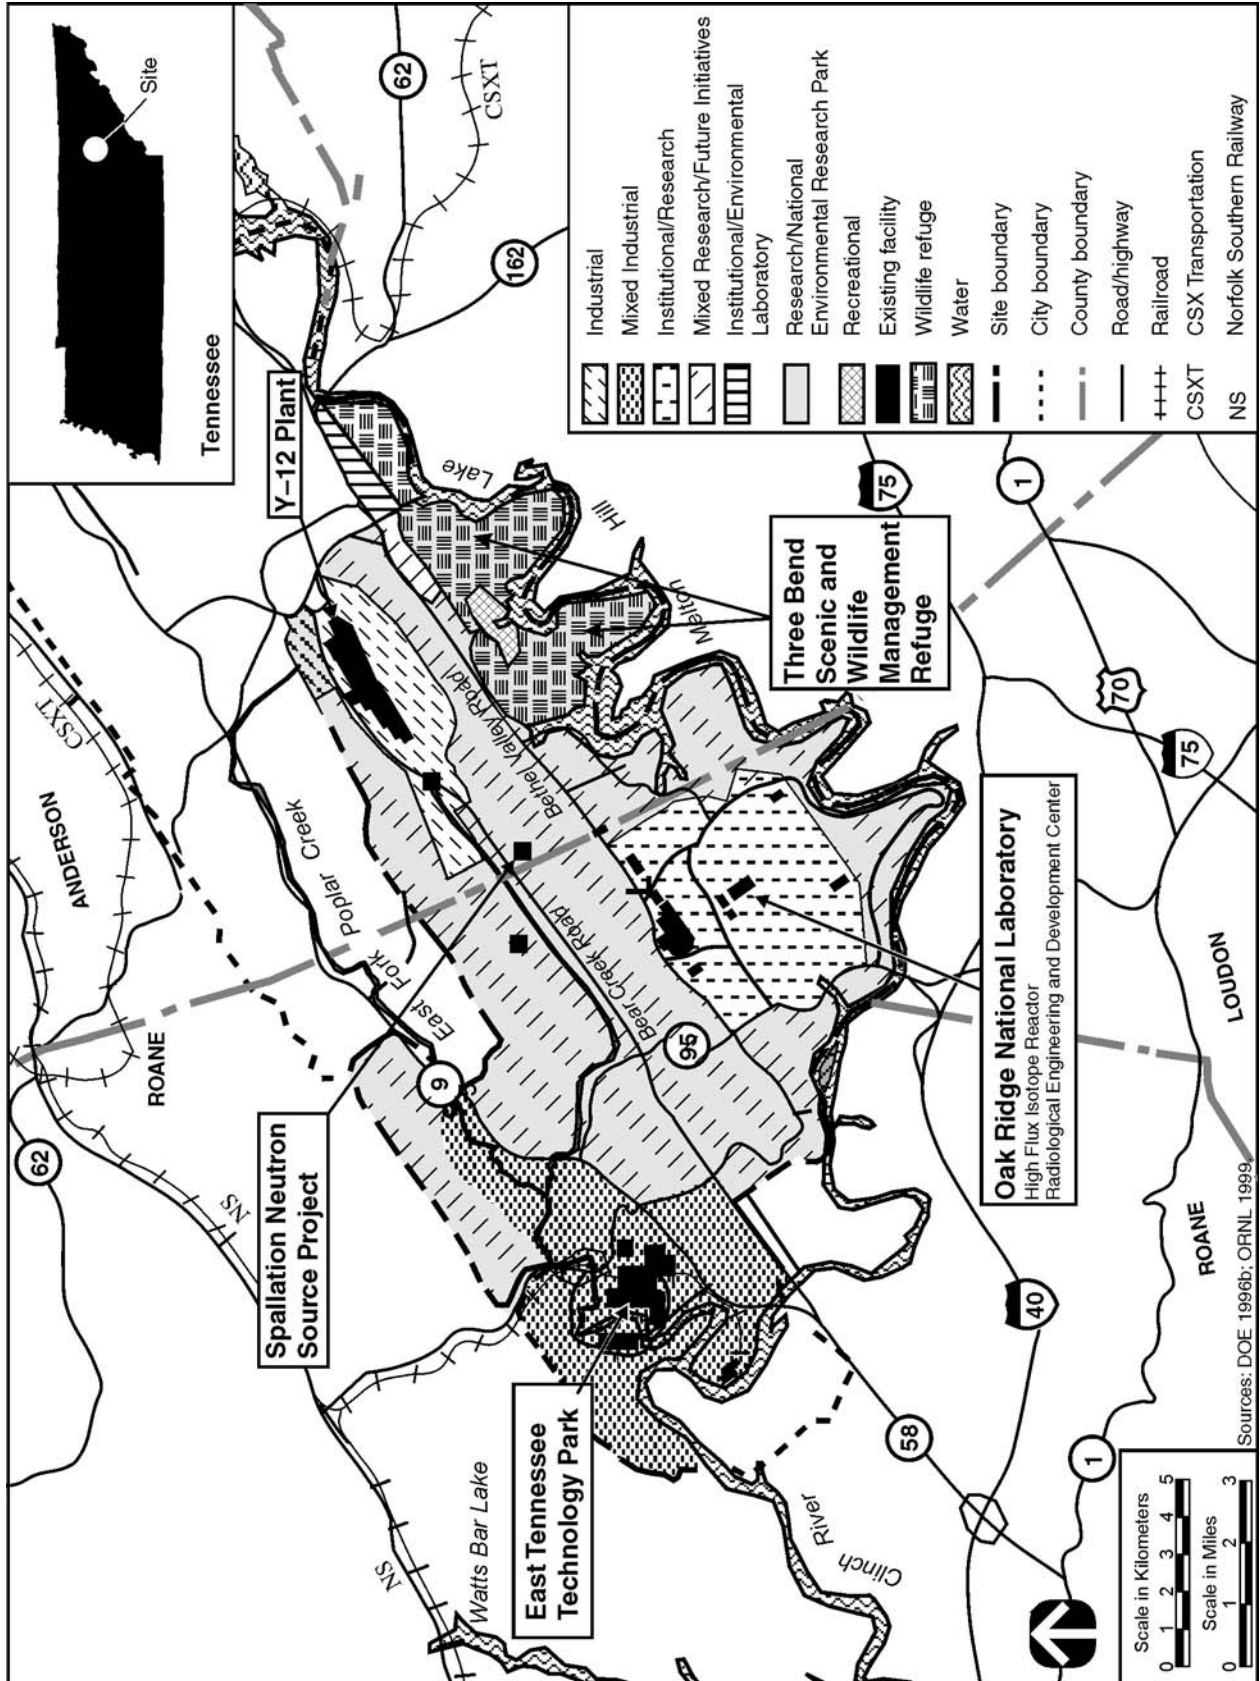 Site
Tennessee
CSXT
62
CSXT
162
Y–12 Plant
ANDERSON
Poplar Creek
East Fork
Lake
Hill
Melton
Bethel Valley Road
Bear Creek Road
95
9
ROANE
62
NS
Spallation Neutron
Source Project
Three Bend
Scenic and
Wildlife
Management
Refuge
75
1
70
75
Oak Ridge National Laboratory
High Flux Isotope Reactor
Radiological Engineering and Development Center
LOUDON
ROANE
40
East Tennessee
Technology Park
Watts Bar Lake
NS
58
1
Clinch
River
Industrial
Mixed Industrial
Institutional/Research
Mixed Research/Future Initiatives
Institutional/Environmental
Laboratory
Research/National
Environmental Research Park
Recreational
Existing facility
Wildlife refuge
Water
Site boundary
City boundary
County boundary
Road/highway
Railroad
CSXT CSX Transportation
NS Norfolk Southern Railway
Scale in Kilometers
0 1 2 3 4 5
Scale in Miles
0 1 2 3
Sources: DOE 1996b; ORNL 1999.